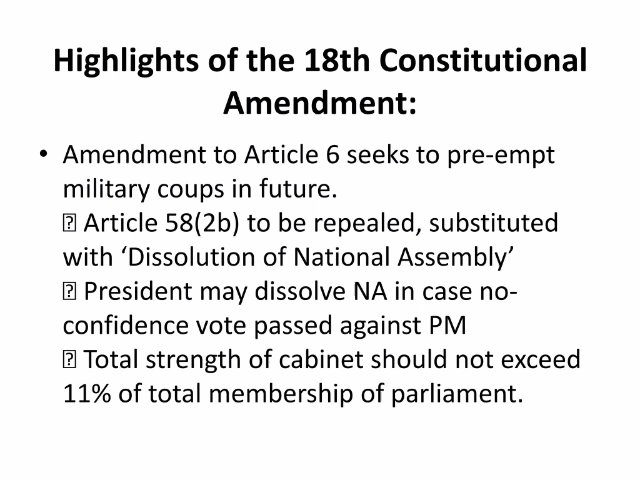 Highlights of the 18th Constitutional
Amendment:
• Amendment to Article 6 seeks to pre-empt
military coups in future.
⍰ Article 58(2b) to be repealed, substituted
with ‘Dissolution of National Assembly’
⍰ President may dissolve NA in case no-
confidence vote passed against PM
⍰ Total strength of cabinet should not exceed
11% of total membership of parliament.